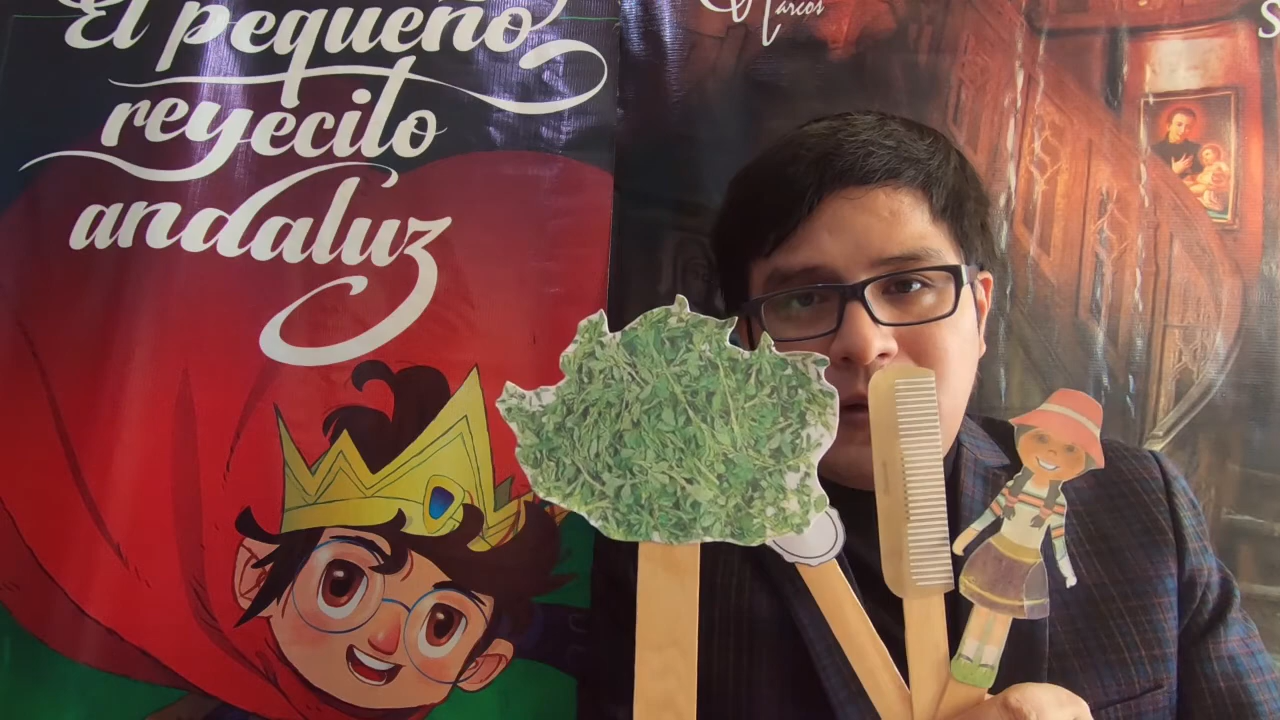 El pequeño
reyecito
andaluz
Marcos
S